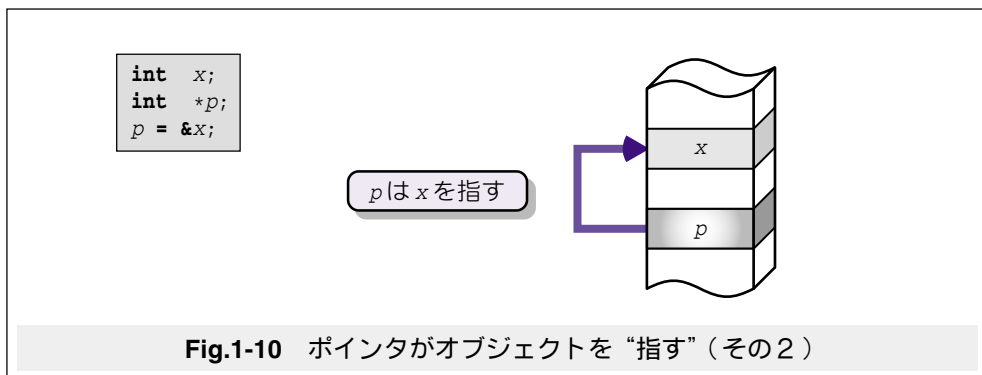 int x;
int *p;
p = &x;
pはxを指す
x
p
Fig.1-10 ポインタがオブジェクトを“指す”(その2)